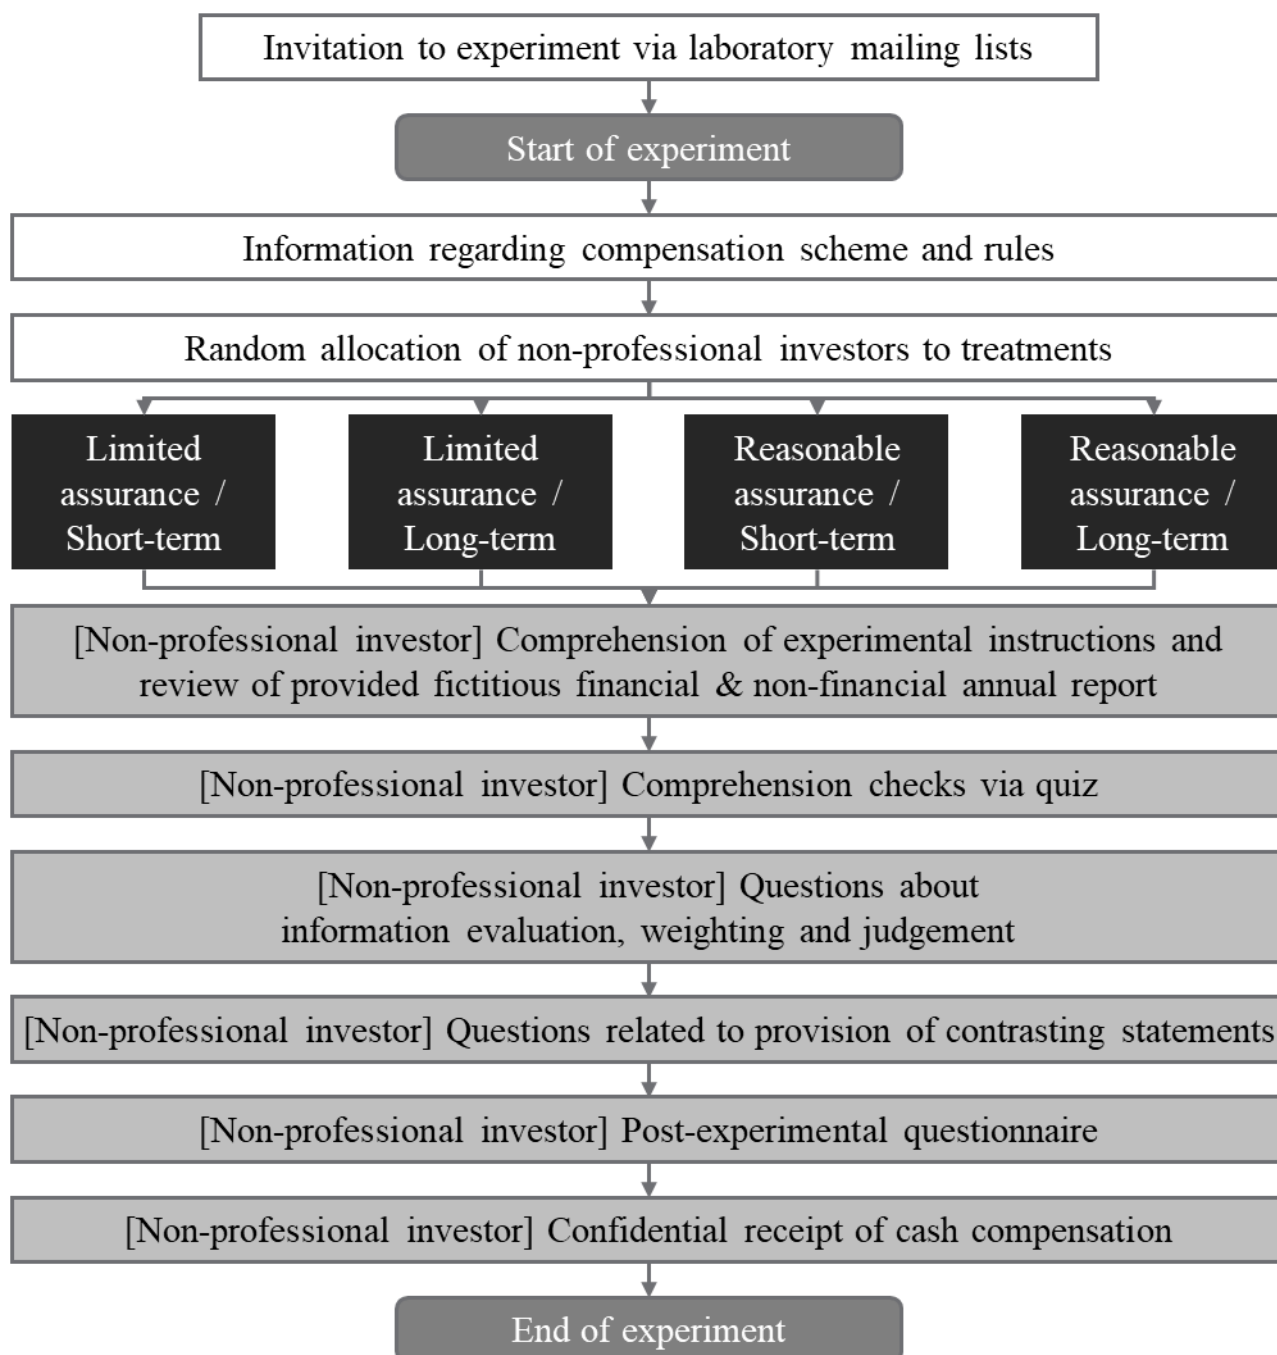 Invitation to experiment via laboratory mailing lists
Start of experiment
Information regarding compensation scheme and rules
Random allocation of non-professional investors to treatments
Limited
assurance /
Short-term
Limited
assurance /
Long-term
Reasonable
assurance /
Short-term
Reasonable
assurance /
Long-term
[Non-professional investor] Comprehension of experimental instructions and
review of provided fictitious financial & non-financial annual report
[Non-professional investor] Comprehension checks via quiz
[Non-professional investor] Questions about
information evaluation, weighting and judgement
[Non-professional investor] Questions related to provision of contrasting statements
[Non-professional investor] Post-experimental questionnaire
[Non-professional investor] Confidential receipt of cash compensation
End of experiment